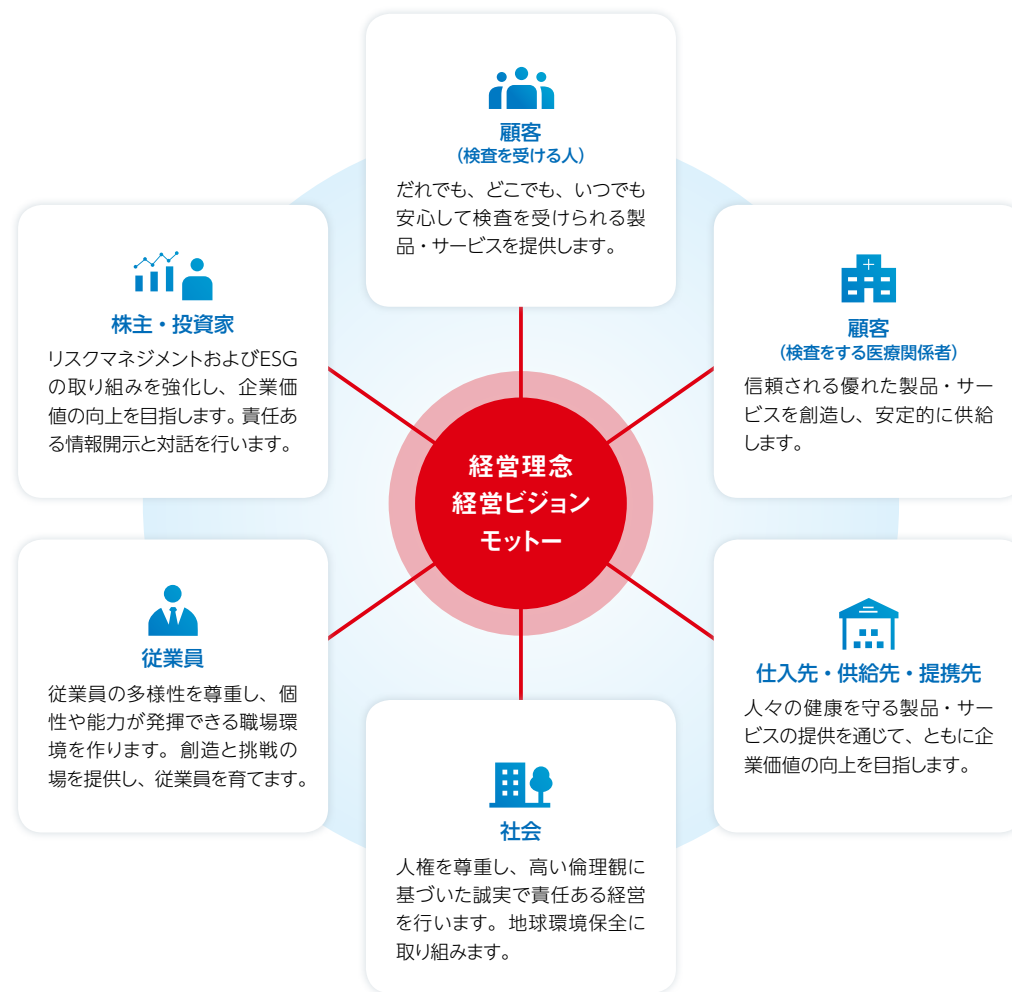 顧客
（検査を受ける人）
だれでも、どこでも、いつでも
安心して検査を受けられる製
品・サービスを提供します。
株主・投資家
リスクマネジメントおよびESG
の取り組みを強化し、企業価
値の向上を目指します。責任あ
る情報開示と対話を行います。
顧客
（検査をする医療関係者）
信頼される優れた製品・サー
ビスを創造し、安定的に供給
します。
経営理念
経営ビジョン
モットー
従業員
従業員の多様性を尊重し、個
性や能力が発揮できる職場環
境を作ります。創造と挑戦の
場を提供し、従業員を育てます。
仕入先・供給先・提携先
人々の健康を守る製品・サー
ビスの提供を通じて、ともに企
業価値の向上を目指します。
社会
人権を尊重し、高い倫理観に
基づいた誠実で責任ある経営
を行います。地球環境保全に
取り組みます。